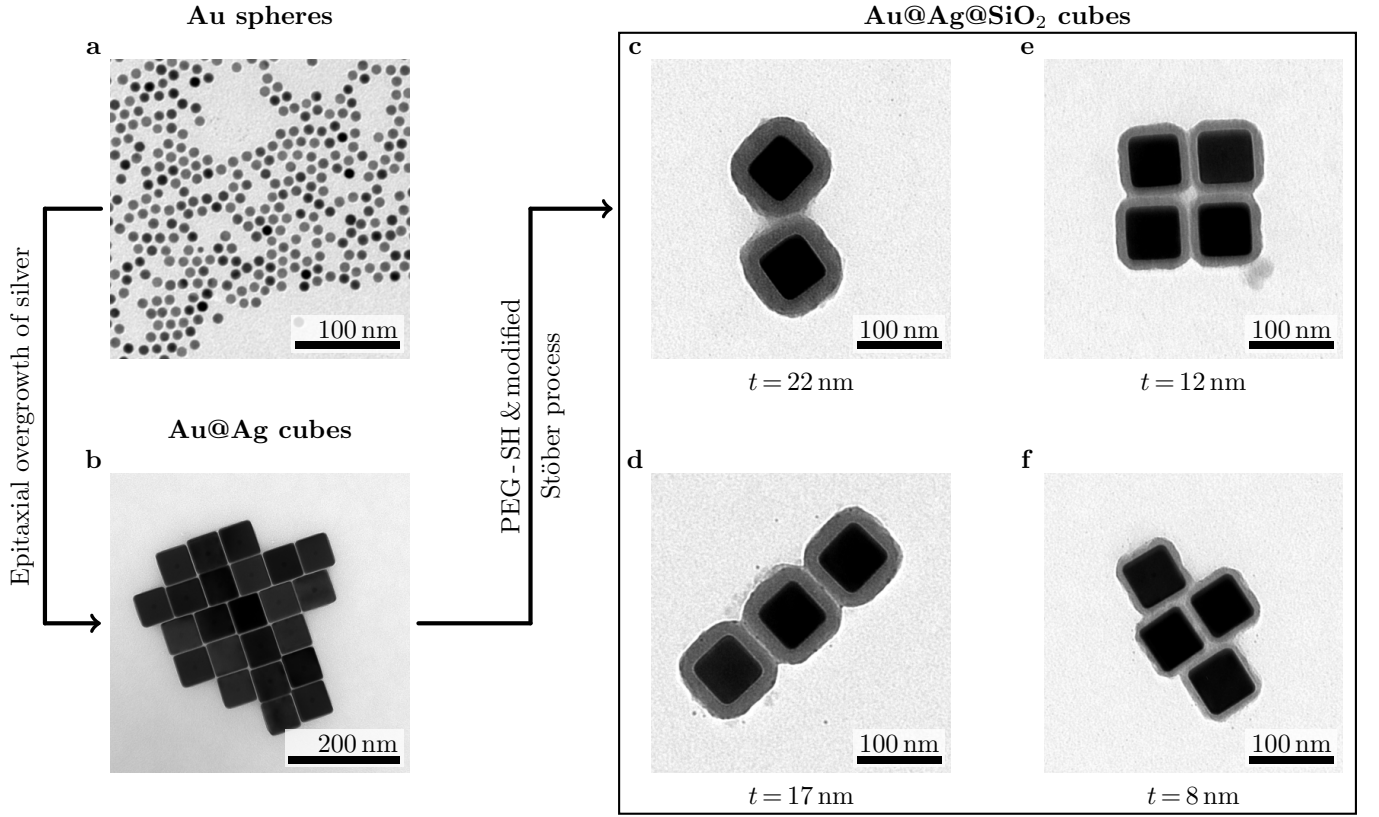 Au spheres
a
100 nm
Epitaxial overgrowth of silver
Au@Ag cubes
b
200 nm
PEG - SH & modified
Stöber process
Au@Ag@SiO₂ cubes
c
100 nm
t = 22 nm
e
100 nm
t = 12 nm
d
100 nm
t = 17 nm
f
100 nm
t = 8 nm